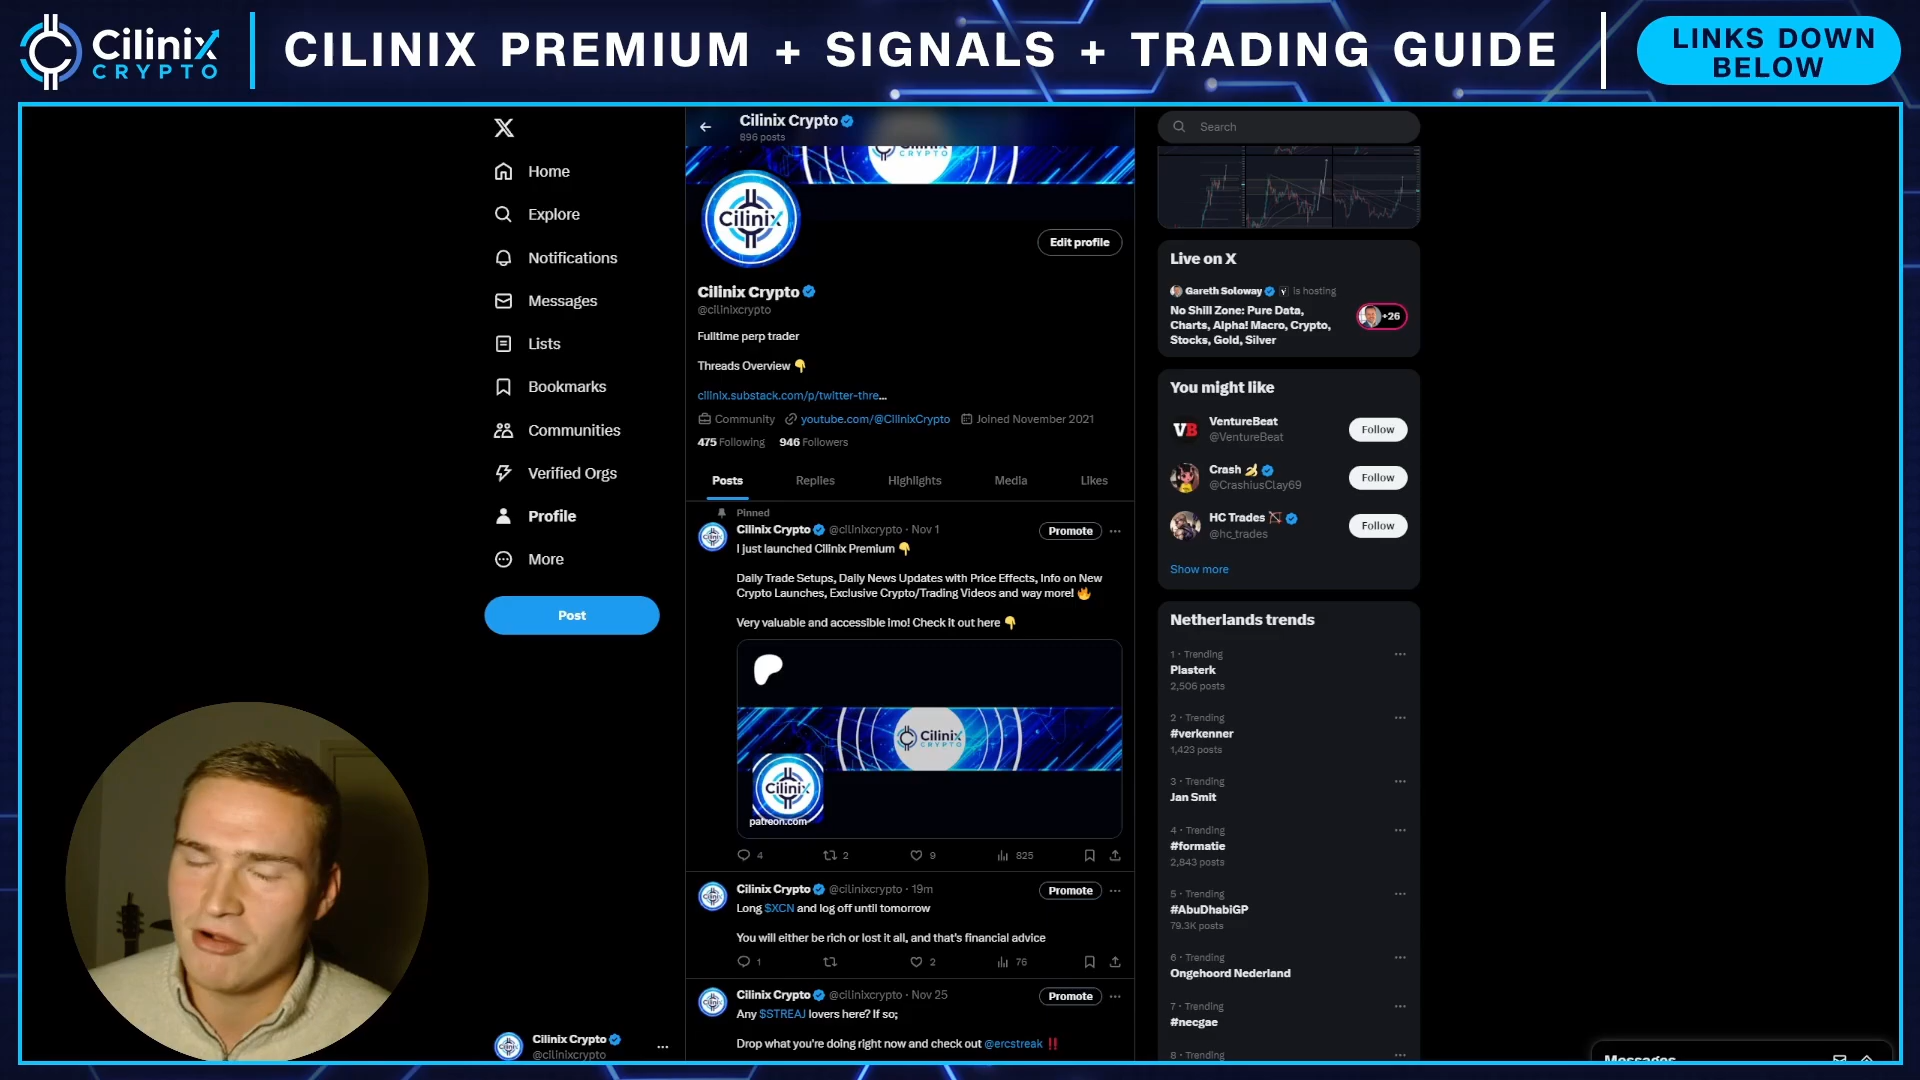 Cilinix
CRYPTO
CILINIX PREMIUM + SIGNALS + TRADING GUIDE
LINKS DOWN
BELOW
Home
Explore
Notifications
Messages
Lists
Bookmarks
Communities
Verified Orgs
Profile
More
Post
Cilinix Crypto
@cilinixcrypto
Cilinix Crypto
896 posts
CRYPTO
Cilinix
Edit profile
Cilinix Crypto
@cilinixcrypto
Fulltime perp trader
Threads Overview 👇
cilinix.substack.com/p/twitter-thre...
Community youtube.com/@CilinixCrypto Joined November 2021
475 Following 946 Followers
Posts Replies Highlights Media Likes
Pinned
Cilinix Crypto @cilinixcrypto · Nov 1
Promote
I just launched Cilinix Premium 👇
Daily Trade Setups, Daily News Updates with Price Effects, Info on New
Crypto Launches, Exclusive Crypto/Trading Videos and way more! 🔥
Very valuable and accessible imo! Check it out here 👇
Cilinix
CRYPTO
Cilinix
patreon.com
4 2 9 825
Cilinix Crypto @cilinixcrypto · 19m
Promote
Long $XCN and log off until tomorrow
You will either be rich or lost it all, and that's financial advice
1 2 76
Cilinix Crypto @cilinixcrypto · Nov 25
Promote
Any $STREAJ lovers here? If so;
Drop what you're doing right now and check out @ercstreak ‼️
Search
Live on X
Gareth Soloway is hosting
No Shill Zone: Pure Data,
Charts, Alpha! Macro, Crypto,
Stocks, Gold, Silver
+26
You might like
VB
VentureBeat
@VentureBeat
Follow
Crash 🍌
@CrashiusClay69
Follow
HC Trades 🏹
@hc_trades
Follow
Show more
Netherlands trends
1 · Trending
Plasterk
2,506 posts
2 · Trending
#verkenner
1,423 posts
3 · Trending
Jan Smit
4 · Trending
#formatie
2,843 posts
5 · Trending
#AbuDhabiGP
79.3K posts
6 · Trending
Ongehoord Nederland
7 · Trending
#necgae
8 · Trending
Messages